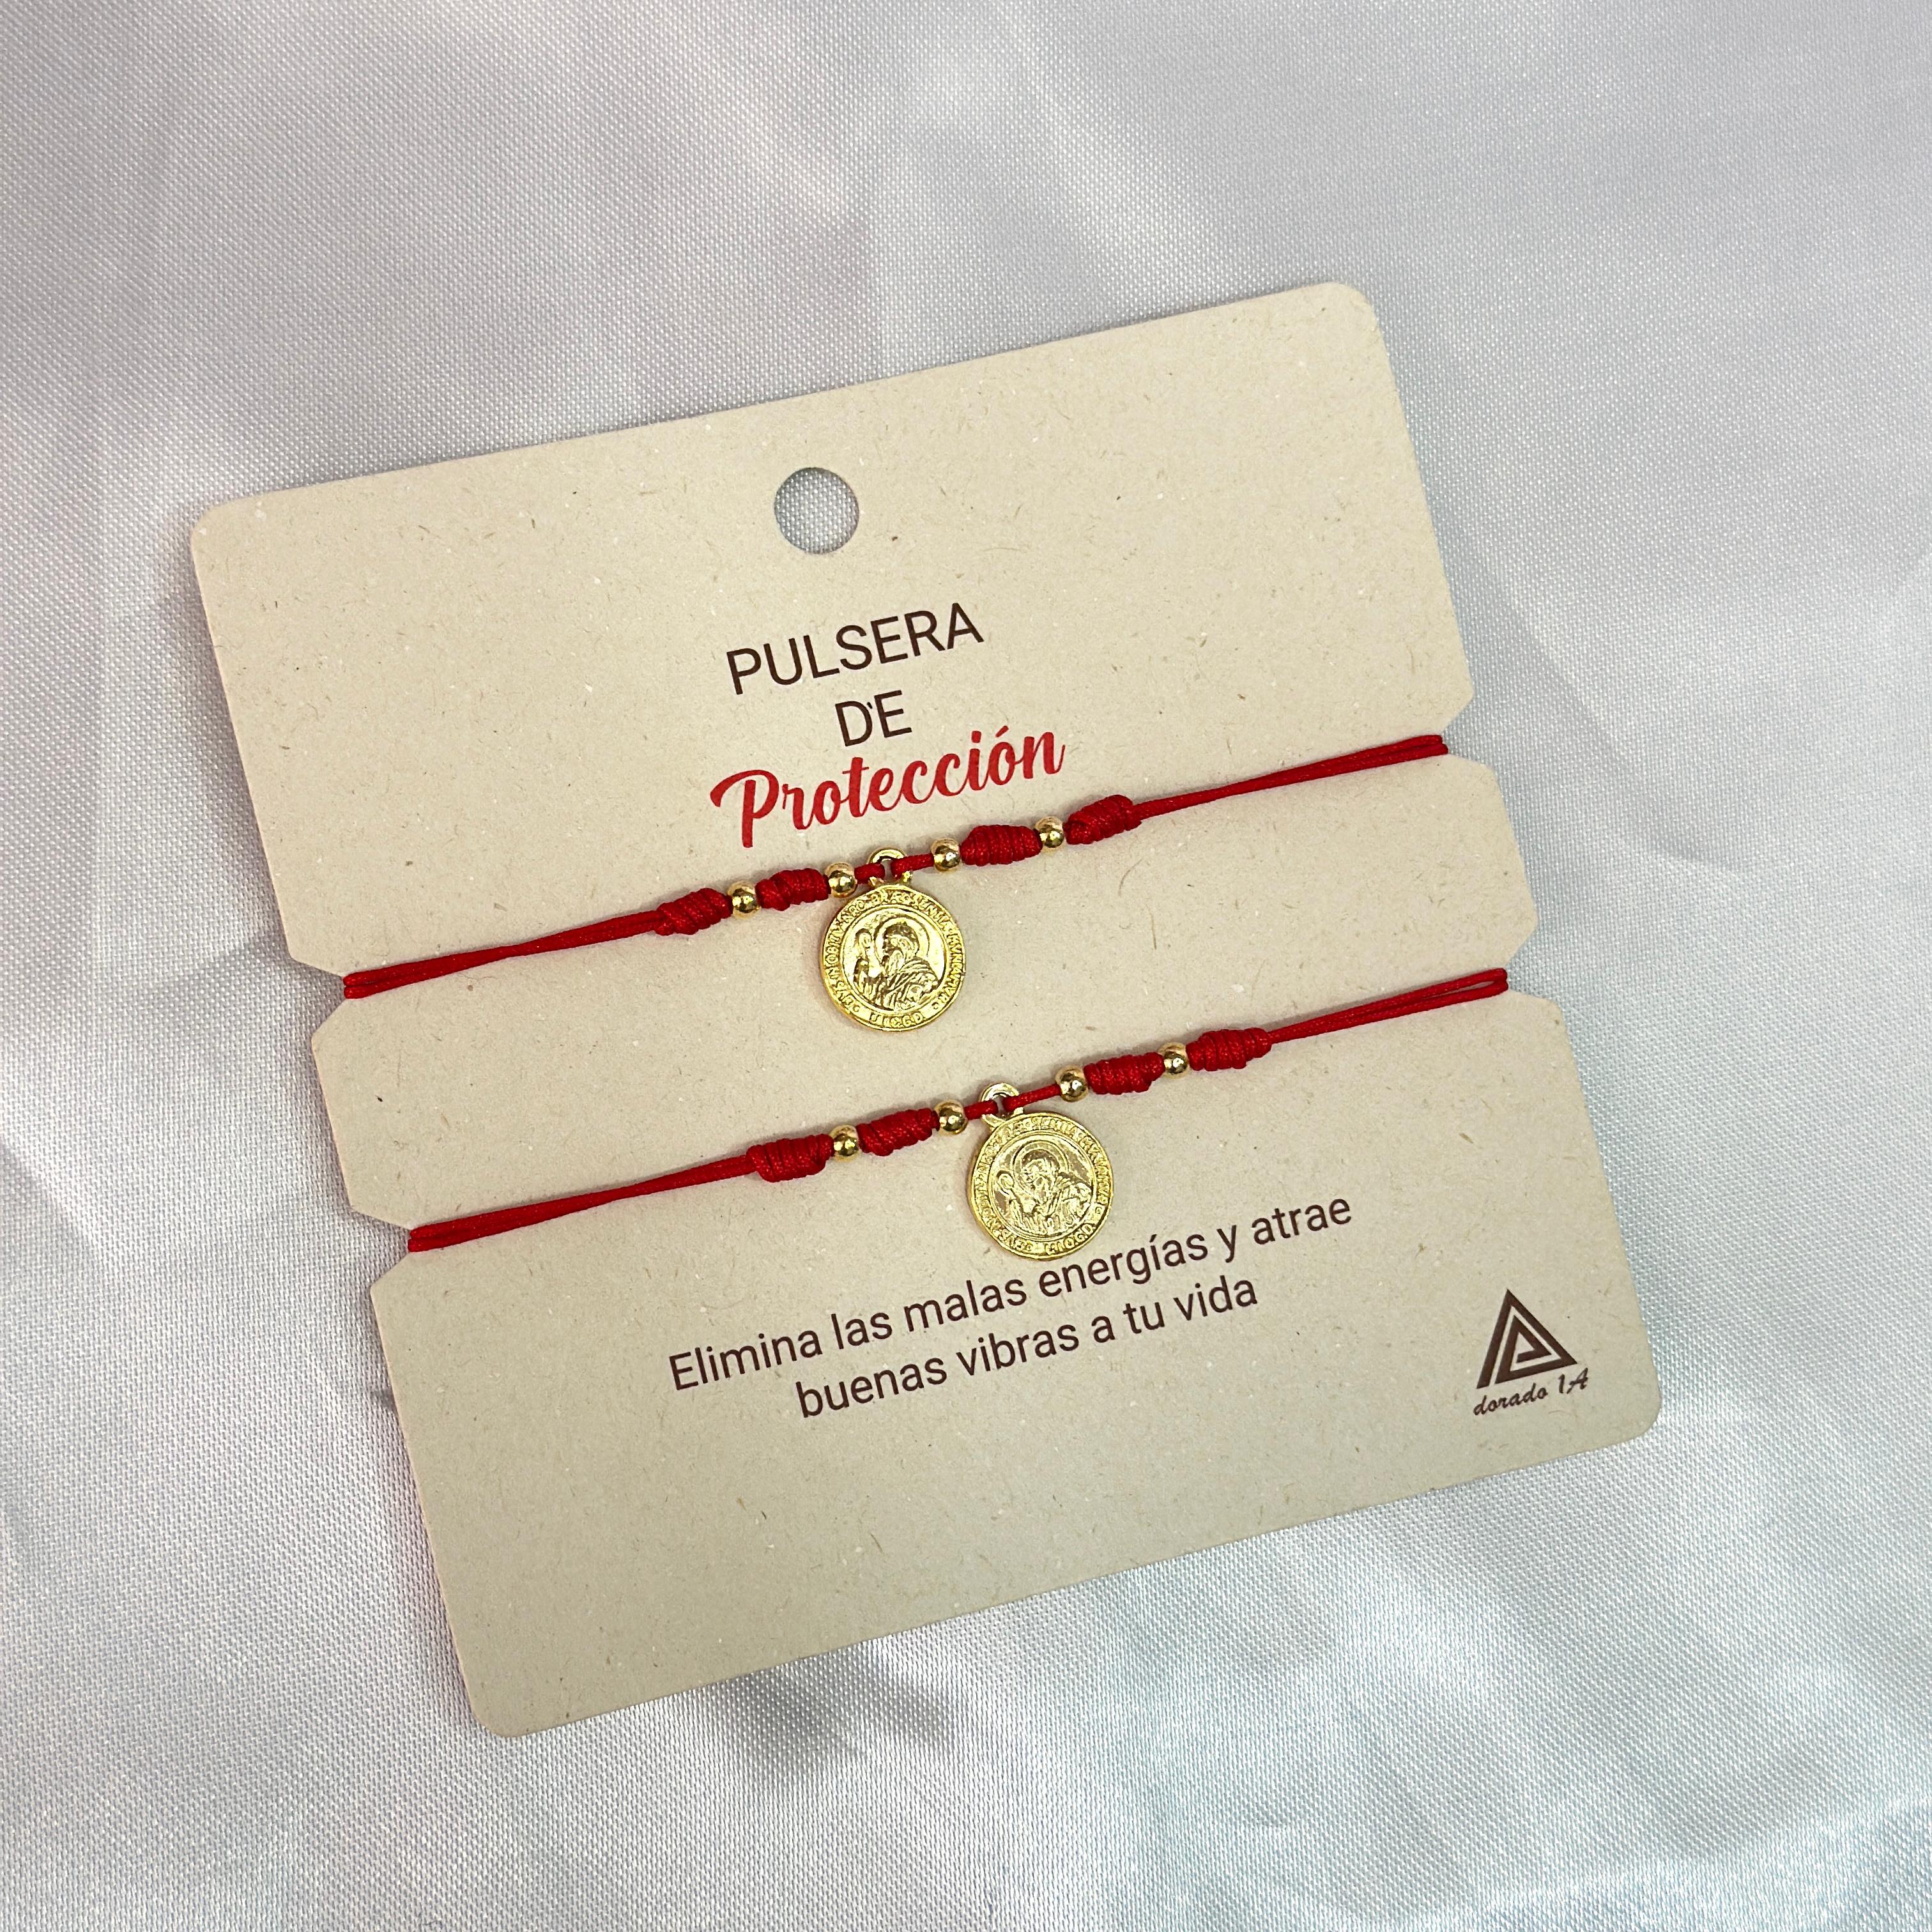 PULSERA
DE
Protección
Elimina las malas energías y atrae
buenas vibras a tu vida
dorado 1A